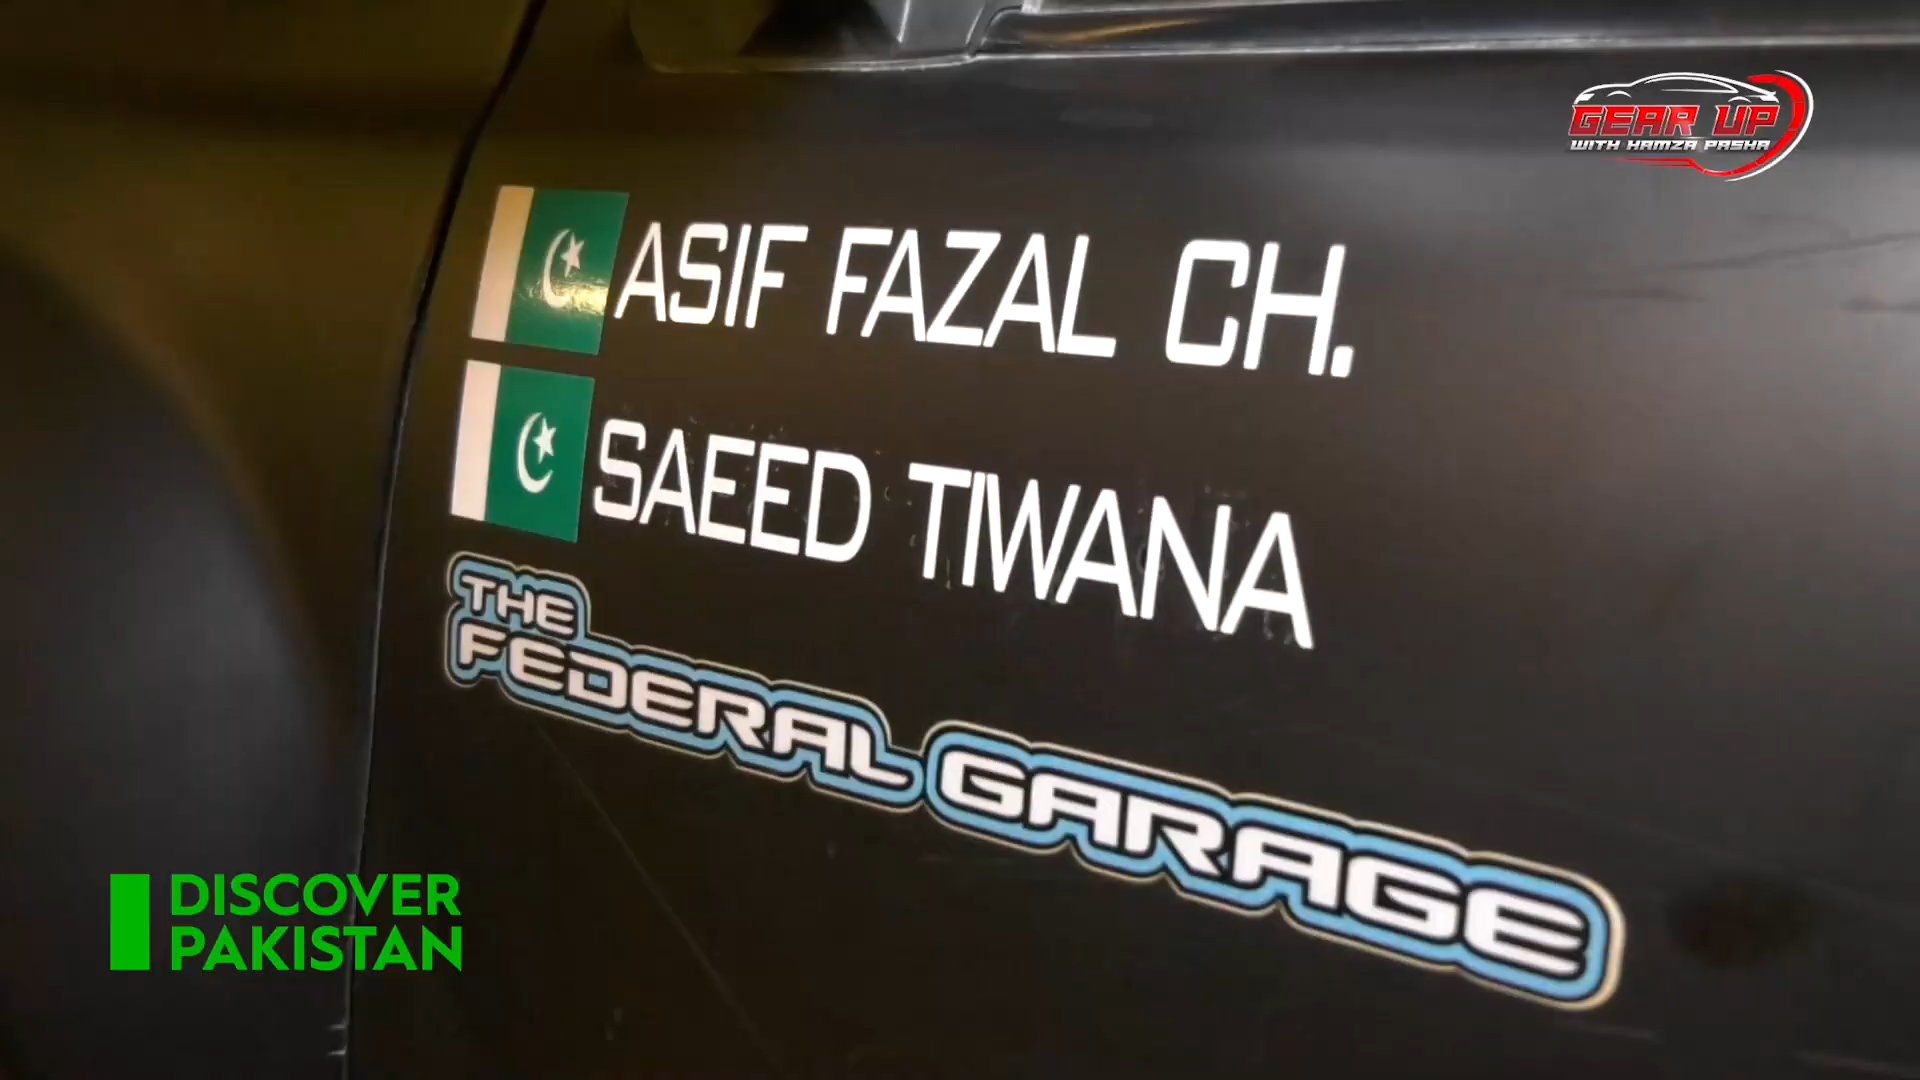 GEAR UP
WITH HAMZA PASHA
ASIF FAZAL CH.
SAEED TIWANA
THE
FEDERAL GARAGE
DISCOVER
PAKISTAN